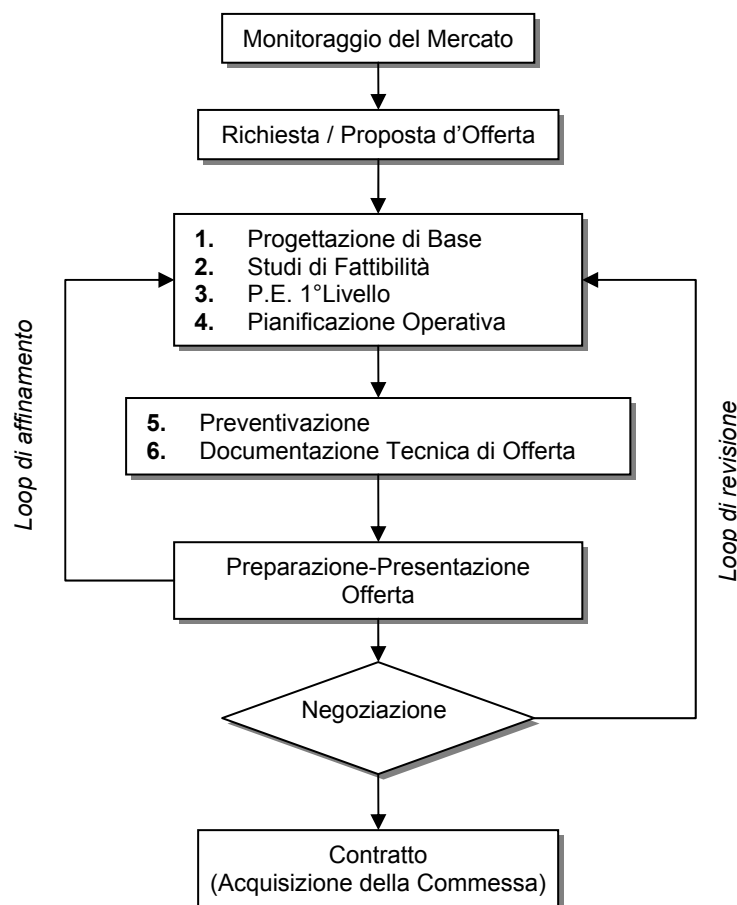 Monitoraggio del Mercato
Richiesta / Proposta d'Offerta
1. Progettazione di Base
2. Studi di Fattibilità
3. P.E. 1°Livello
4. Pianificazione Operativa
Loop di affinamento
5. Preventivazione
6. Documentazione Tecnica di Offerta
Loop di revisione
Preparazione-Presentazione
Offerta
Negoziazione
Contratto
(Acquisizione della Commessa)